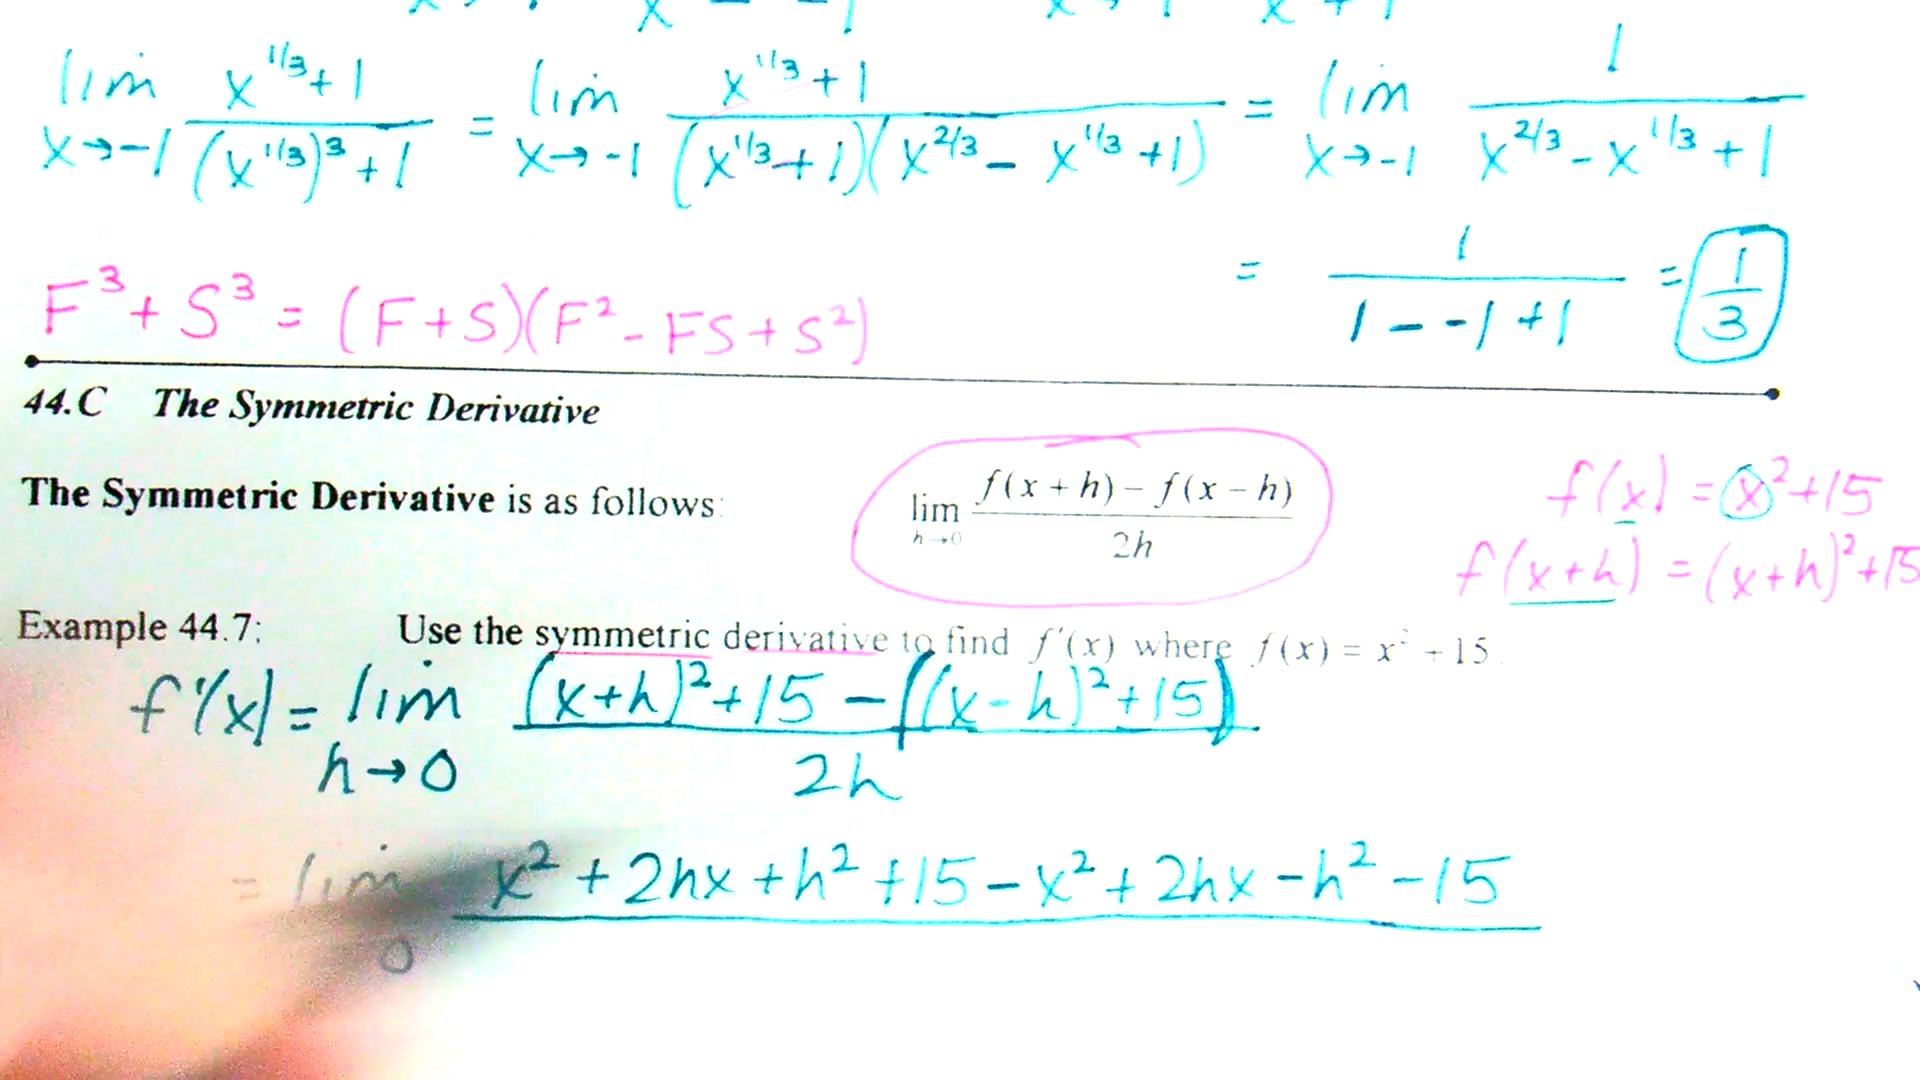 lim x^{1/3}+1 / (x^{1/3})^3+1 = lim x^{1/3}+1 / (x^{1/3}+1)(x^{2/3}-x^{1/3}+1) = lim 1 / x^{2/3}-x^{1/3}+1
x→-1 x→-1 x→-1
= 1 / 1--1+1 = 1/3
F^3+S^3 = (F+S)(F^2-FS+S^2)
44.C The Symmetric Derivative
f(x) = x^2+15
The Symmetric Derivative is as follows: lim h→0 f(x+h)-f(x-h) / 2h
f(x+h) = (x+h)^2+15
Example 44.7: Use the symmetric derivative to find f'(x) where f(x) = x^2+15.
f'(x) = lim h→0 (x+h)^2+15-((x-h)^2+15) / 2h
= lim 0 x^2+2hx+h^2+15-x^2+2hx-h^2-15